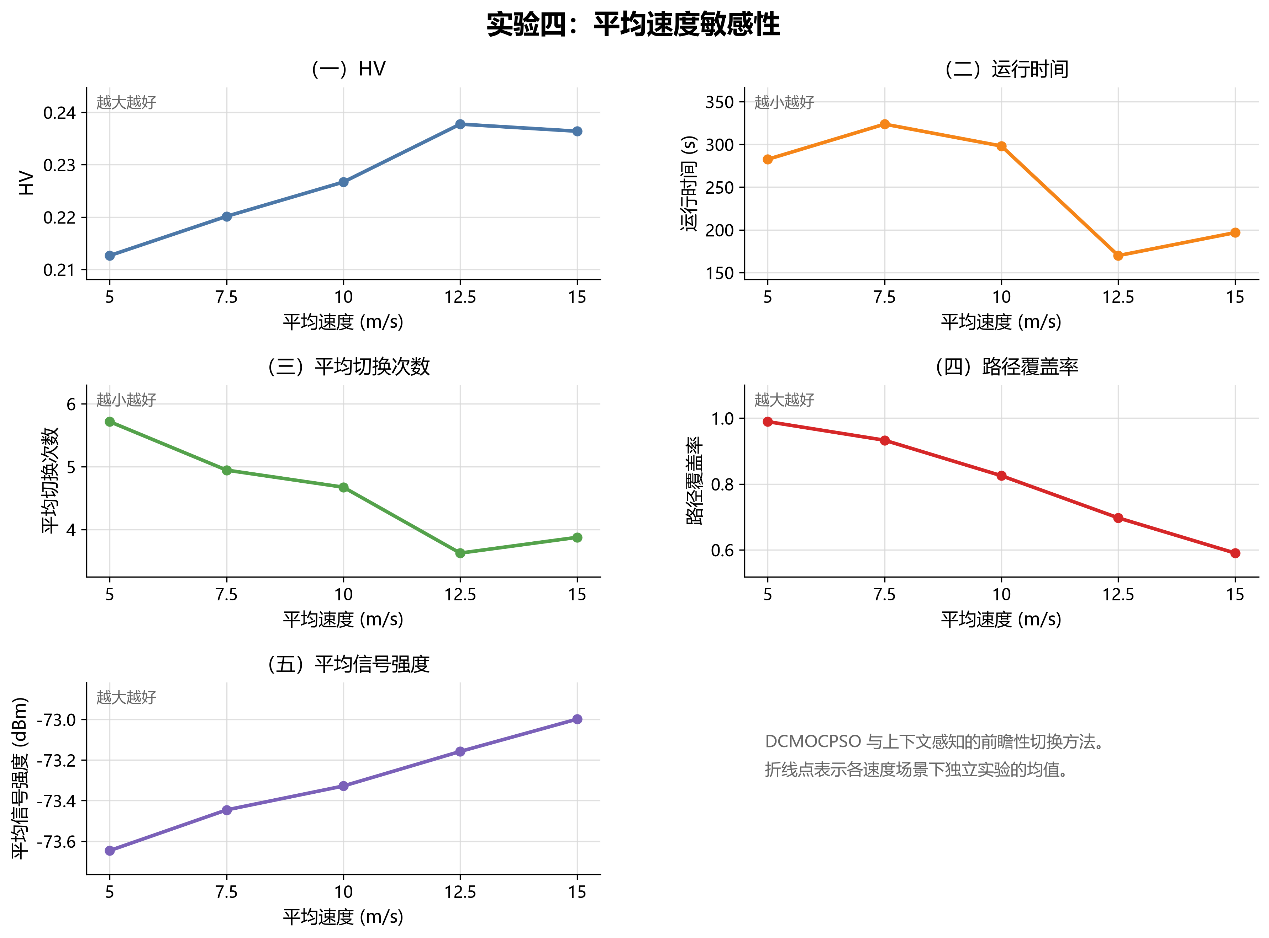 实验四：平均速度敏感性
（一）HV
越大越好
HV
0.24
0.23
0.22
0.21
5 7.5 10 12.5 15
平均速度 (m/s)
（二）运行时间
越小越好
运行时间 (s)
350
300
250
200
150
5 7.5 10 12.5 15
平均速度 (m/s)
（三）平均切换次数
越小越好
平均切换次数
6
5
4
5 7.5 10 12.5 15
平均速度 (m/s)
（四）路径覆盖率
越大越好
路径覆盖率
1.0
0.8
0.6
5 7.5 10 12.5 15
平均速度 (m/s)
（五）平均信号强度
越大越好
平均信号强度 (dBm)
-73.0
-73.2
-73.4
-73.6
5 7.5 10 12.5 15
平均速度 (m/s)
DCMOCPSO 与上下文感知的前瞻性切换方法。
折线点表示各速度场景下独立实验的均值。